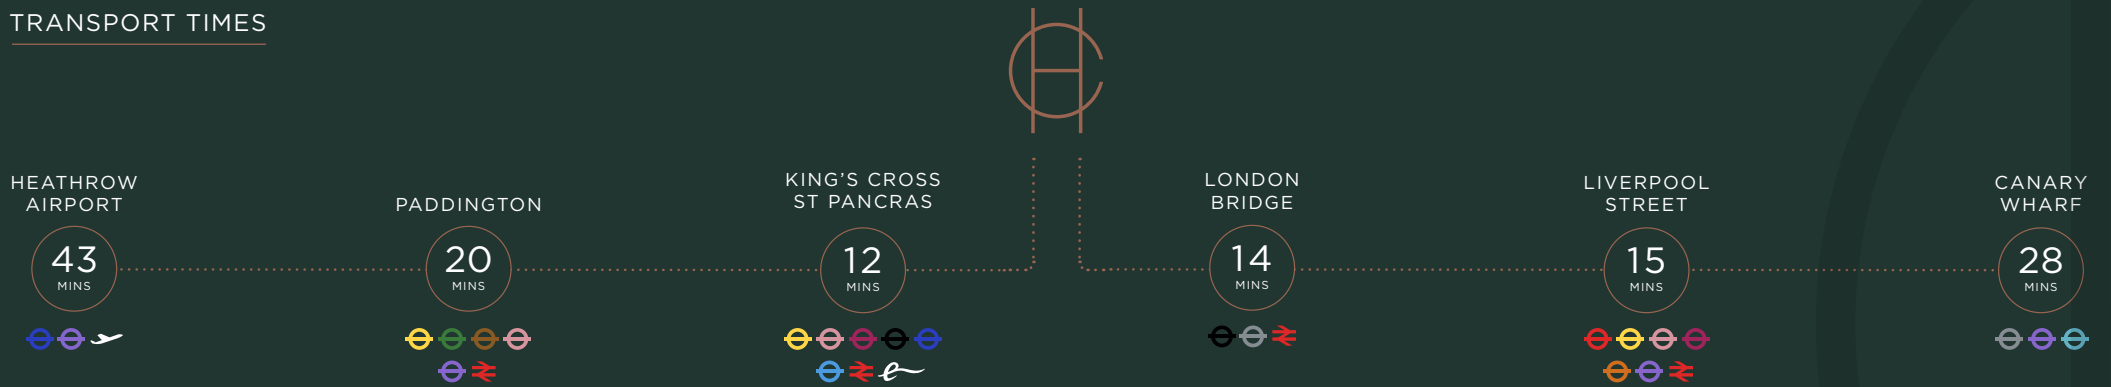 TRANSPORT TIMES
HEATHROW
AIRPORT
43
MINS
PADDINGTON
20
MINS
KING'S CROSS
ST PANCRAS
12
MINS
LONDON
BRIDGE
14
MINS
LIVERPOOL
STREET
15
MINS
CANARY
WHARF
28
MINS
e